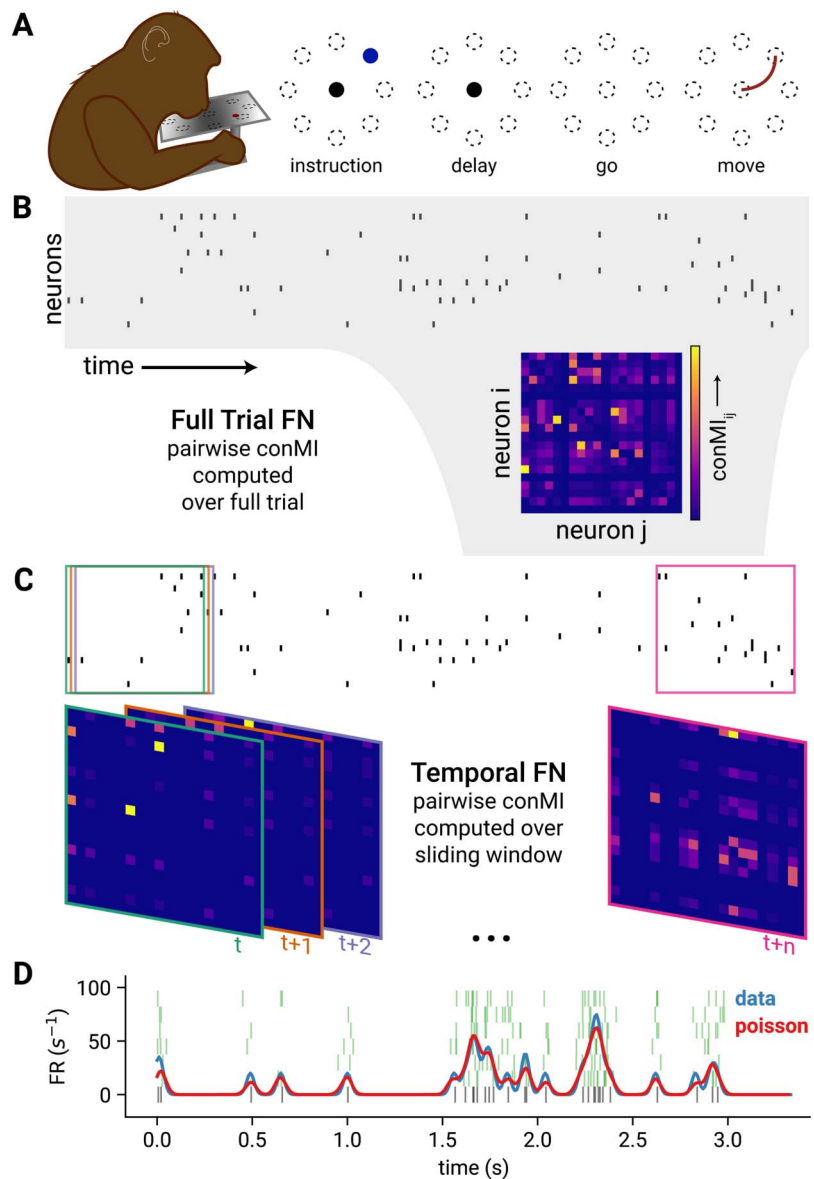 A
instruction
delay
go
move
B
neurons
time
Full Trial FN
pairwise conMI
computed
over full trial
neuron i
neuron j
conMI_ij
C
Temporal FN
pairwise conMI
computed over
sliding window
...
t
t+1
t+2
t+n
D
FR (s⁻¹)
100
50
0
data
poisson
0.0 0.5 1.0 1.5 2.0 2.5 3.0
time (s)